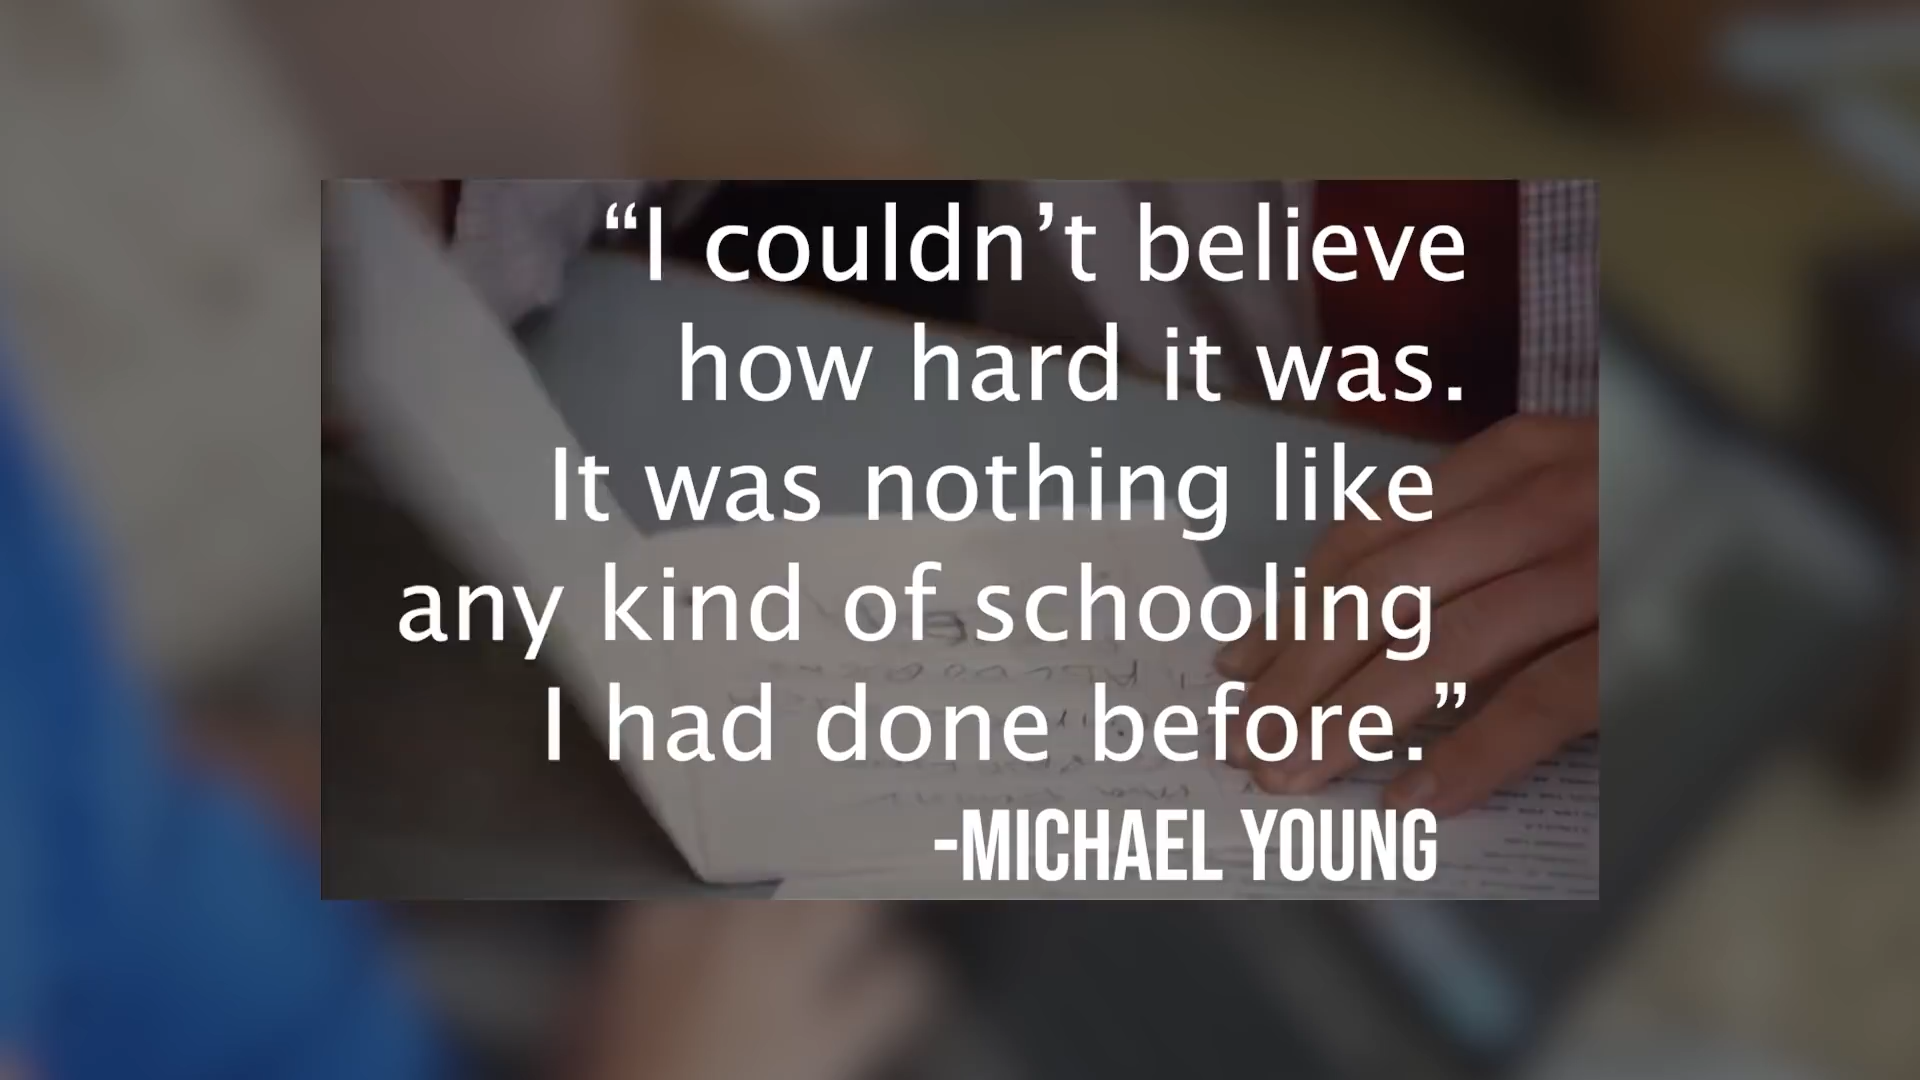 “I couldn’t believe
how hard it was.
It was nothing like
any kind of schooling
I had done before.”
-MICHAEL YOUNG